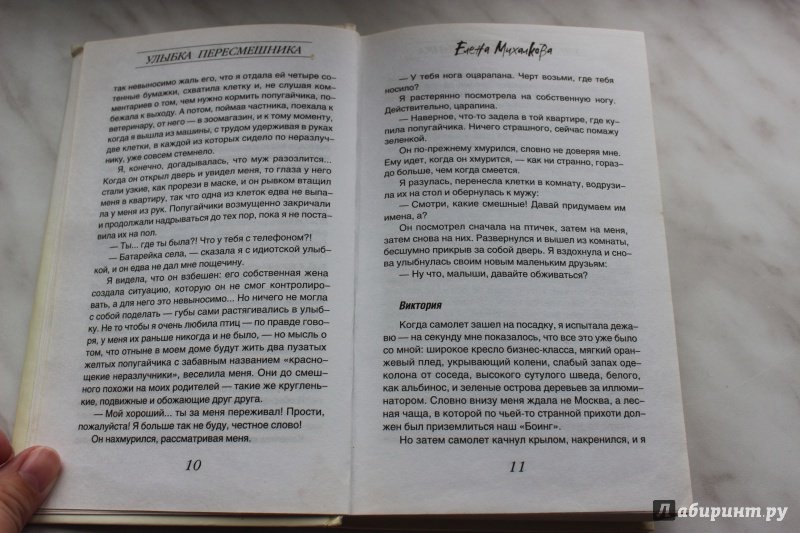 УЛЫБКА ПЕРЕСМЕШНИКА
так невыносимо жаль его, что я отдала ей четыре со-
тенные бумажки, схватила клетку и, не слушая ком-
ментариев о том, чем нужно кормить попугайчика, по-
бежала к выходу. А потом, поймав частника, поехала к
ветеринару, от него — в зоомагазин, и к тому моменту,
когда я вышла из машины, с трудом удерживая в руках
две клетки, в каждой из которых сидело по неразлуч-
нику, уже совсем стемнело.
Я, конечно, догадывалась, что муж разозлится...
Когда он открыл дверь и увидел меня, то глаза у него
стали узкие, как прорези в маске, и он рывком втащил
меня в квартиру, так что одна из клеток едва не выпа-
ла у меня из рук. Попугайчики возмущенно закричали
и продолжали надрываться до тех пор, пока я не поста-
вила их на пол.
— Ты... где ты была?! Что у тебя с телефоном?!
— Батарейка села, — сказала я с идиотской улыб-
кой, и он едва не дал мне пощечину.
Я видела, что он взбешен: его собственная жена
создала ситуацию, которую он не смог контролиро-
вать, а для него это невыносимо... Но ничего не могла
с собой поделать — губы сами растягивались в улыб-
ку. Не то чтобы я очень любила птиц — по правде гово-
ря, у меня их раньше никогда и не было, — но мысль о
том, что отныне в моем доме будут жить два пузатых
желтых попугайчика с забавным названием «красно-
щекие неразлучники», веселила меня. Они до смеш-
ного похожи на моих родителей — такие же круглень-
кие, подвижные и обожающие друг друга.
— Мой хороший... ты за меня переживал! Прости,
пожалуйста! Я больше так не буду, честное слово!
Он нахмурился, рассматривая меня.
10
Елена Михалкова
— У тебя нога оцарапана. Черт возьми, где тебя
носило?
Я растерянно посмотрела на собственную ногу.
Действительно, царапина.
— Наверное, что-то задела в той квартире, где ку-
пила попугайчика. Ничего страшного, сейчас помажу
зеленкой.
Он по-прежнему хмурился, словно не доверяя мне.
Ему идет, когда он хмурится, — как ни странно, гораз-
до больше, чем когда смеется.
Я разулась, перенесла клетки в комнату, водрузи-
ла их на стол и обернулась к мужу:
— Смотри, какие смешные! Давай придумаем им
имена, а?
Он посмотрел сначала на птичек, затем на меня,
затем снова на них. Развернулся и вышел из комнаты,
бесшумно прикрыв за собой дверь. Я вздохнула и сно-
ва улыбнулась своим новым маленьким друзьям:
— Ну что, малыши, давайте обживаться?
Виктория
Когда самолет зашел на посадку, я испытала дежа-
вю — на секунду мне показалось, что все это уже было
со мной: широкое кресло бизнес-класса, мягкий оран-
жевый плед, укрывающий колени, слабый запах оде-
колона от соседа, высокого сутулого шведа, белого,
как альбинос, и зеленые острова деревьев за иллюми-
натором. Словно внизу меня ждала не Москва, а лес-
ная чаща, в которой по чьей-то странной прихоти дол-
жен был приземлиться наш «Боинг».
Но затем самолет качнул крылом, накренился, и я
11
Лабиринт.ру